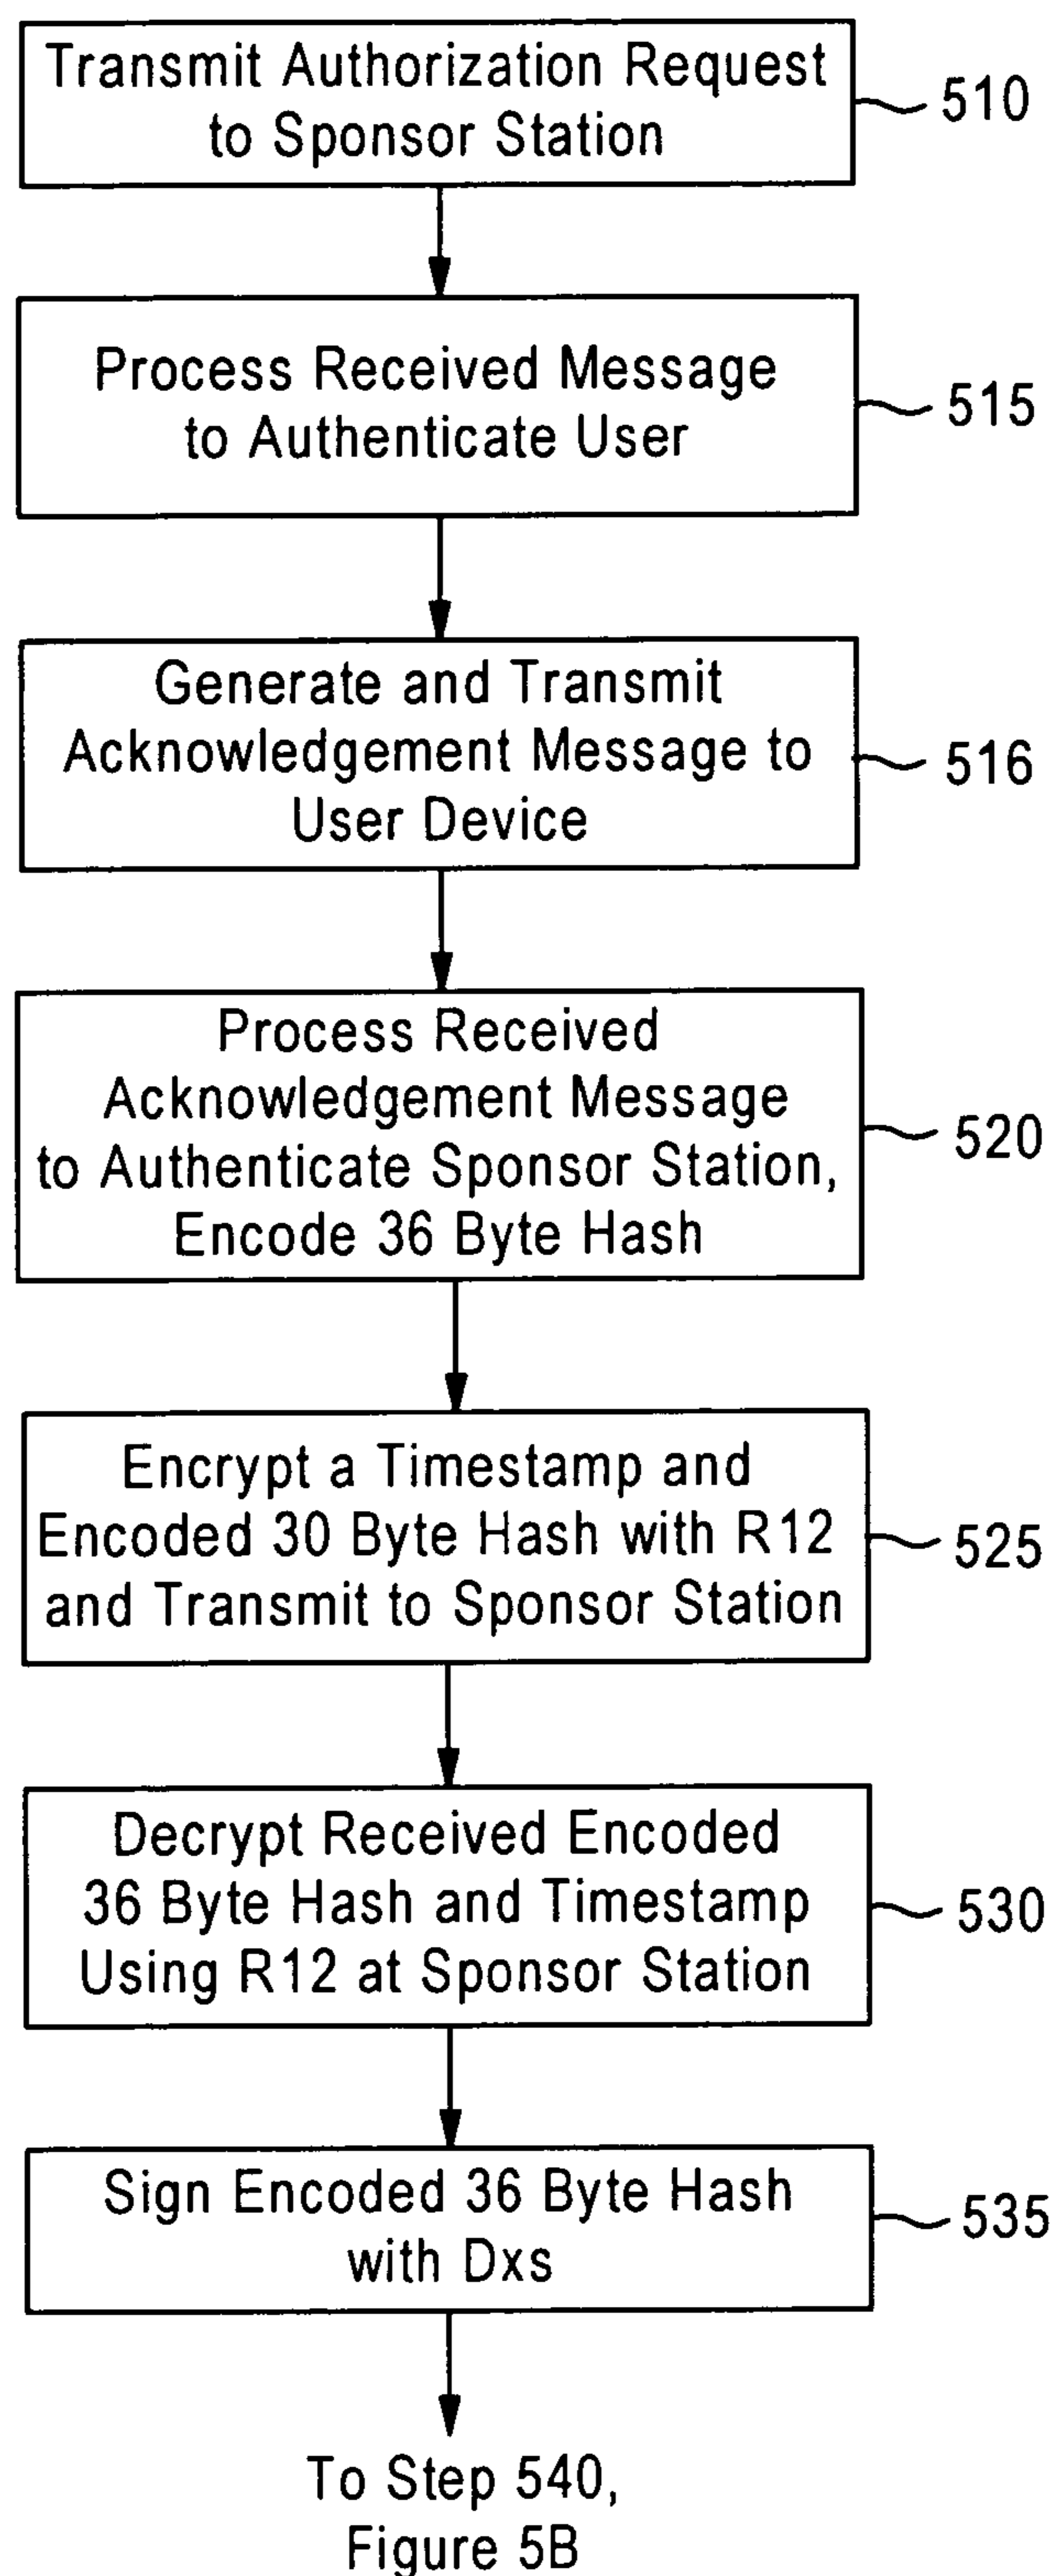 Transmit Authorization Request
to Sponsor Station
510
Process Received Message
to Authenticate User
515
Generate and Transmit
Acknowledgement Message to
User Device
516
Process Received
Acknowledgement Message
to Authenticate Sponsor Station,
Encode 36 Byte Hash
520
Encrypt a Timestamp and
Encoded 30 Byte Hash with R12
and Transmit to Sponsor Station
525
Decrypt Received Encoded
36 Byte Hash and Timestamp
Using R12 at Sponsor Station
530
Sign Encoded 36 Byte Hash
with Dxs
535
To Step 540,
Figure 5B